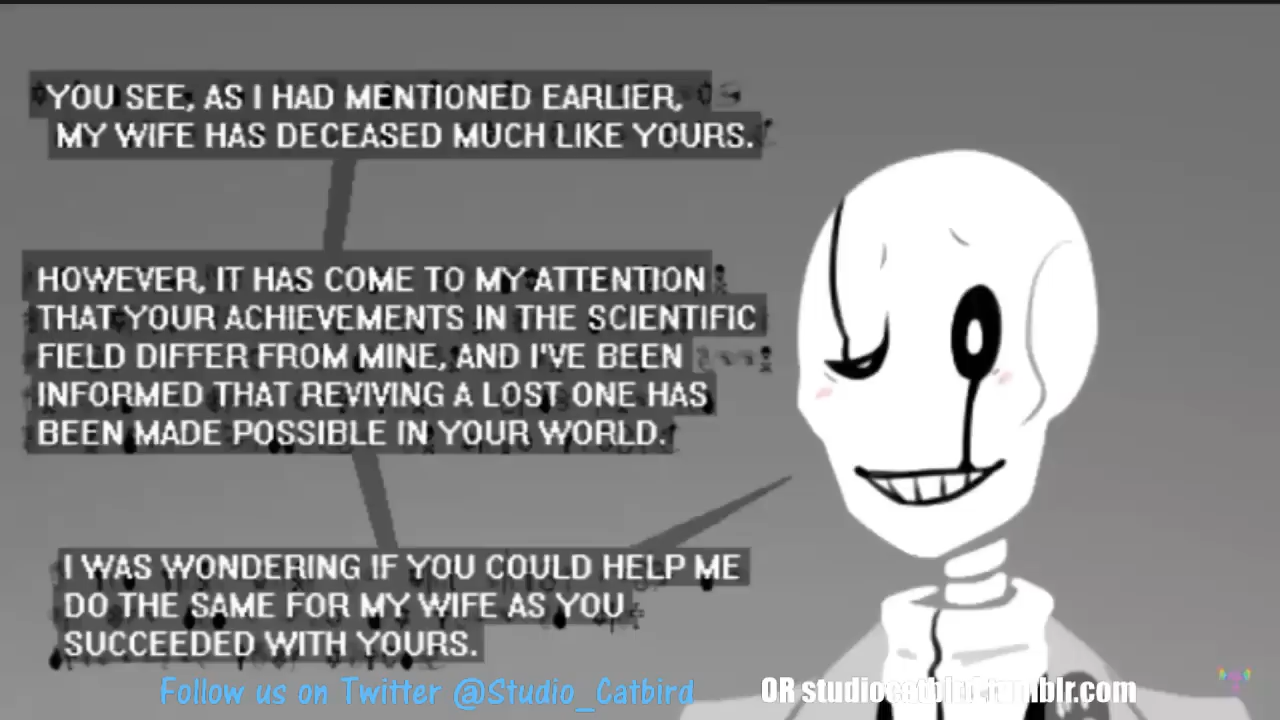 YOU SEE, AS I HAD MENTIONED EARLIER,
MY WIFE HAS DECEASED MUCH LIKE YOURS.
HOWEVER, IT HAS COME TO MY ATTENTION
THAT YOUR ACHIEVEMENTS IN THE SCIENTIFIC
FIELD DIFFER FROM MINE, AND I'VE BEEN
INFORMED THAT REVIVING A LOST ONE HAS
BEEN MADE POSSIBLE IN YOUR WORLD.
I WAS WONDERING IF YOU COULD HELP ME
DO THE SAME FOR MY WIFE AS YOU
SUCCEEDED WITH YOURS.
Follow us on Twitter @Studio_Catbird
OR studiocatbird.tumblr.com